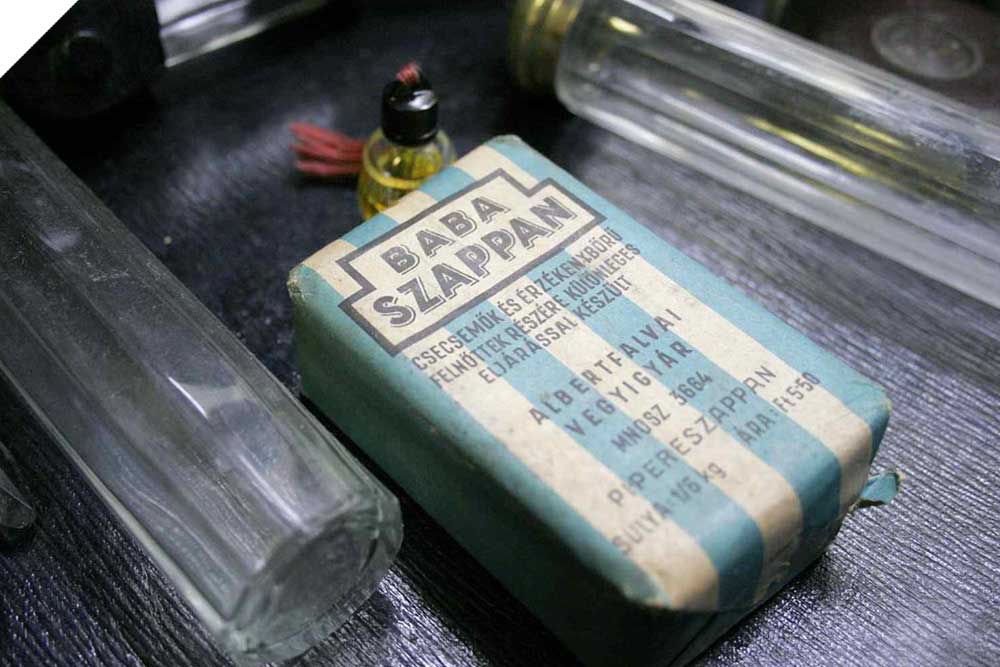 BABA
SZAPPAN
CSECSEMŐK ÉS ÉRZÉKENYBŐRŰ
FELNŐTTEK RÉSZÉRE KÜLÖNLEGES
ELJÁRÁSSAL KÉSZÜLT
ALBERTFALVAI
VEGYIGYÁR
MNOSZ 3664
PIPERESZAPPAN
SULYA: 1/6 kg ÁRA: Ft 5·50